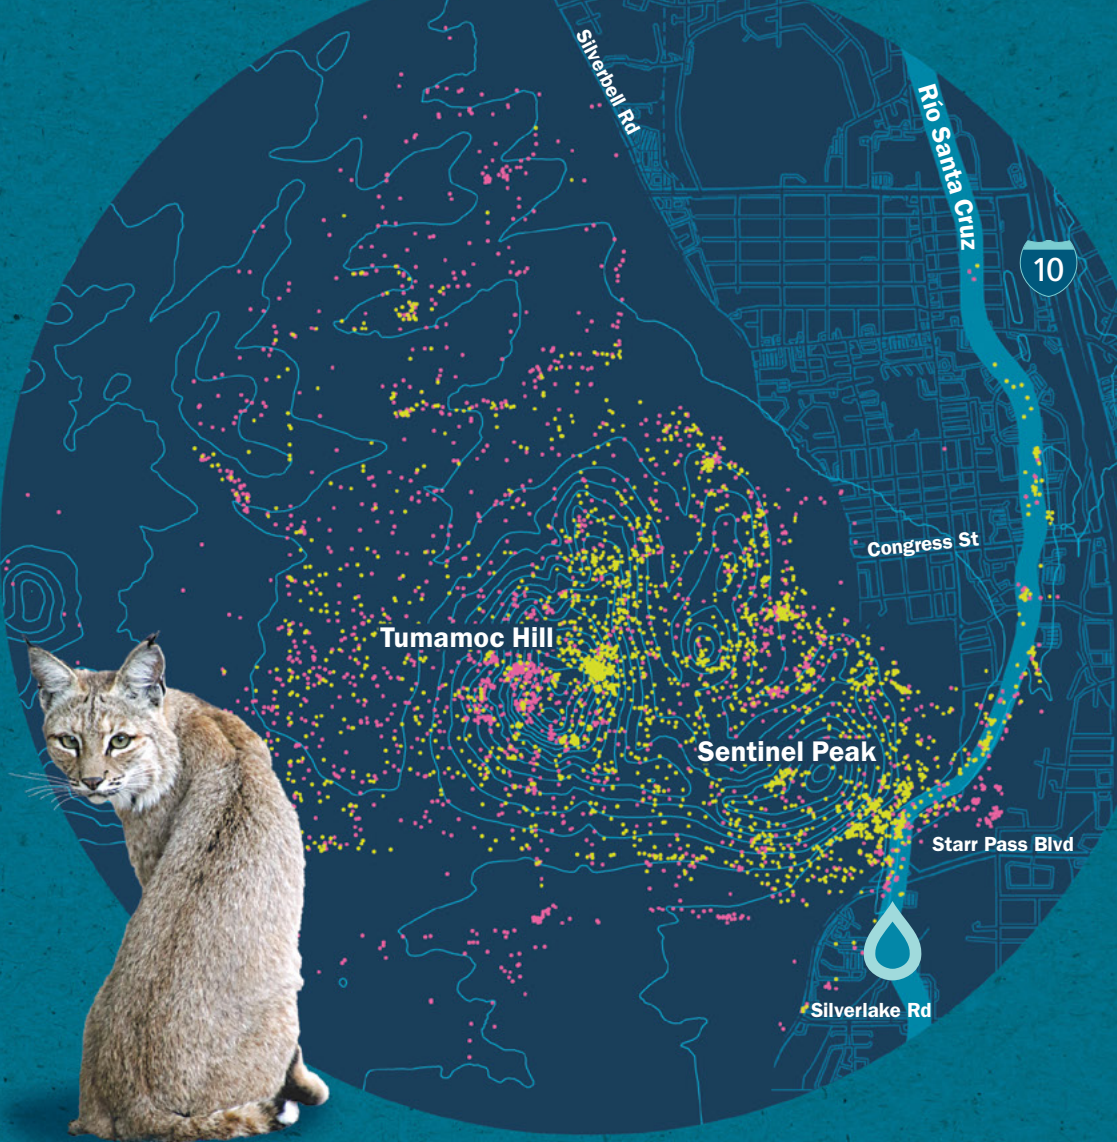 Silverbell Rd
Río Santa Cruz
10
Congress St
Tumamoc Hill
Sentinel Peak
Starr Pass Blvd
Silverlake Rd